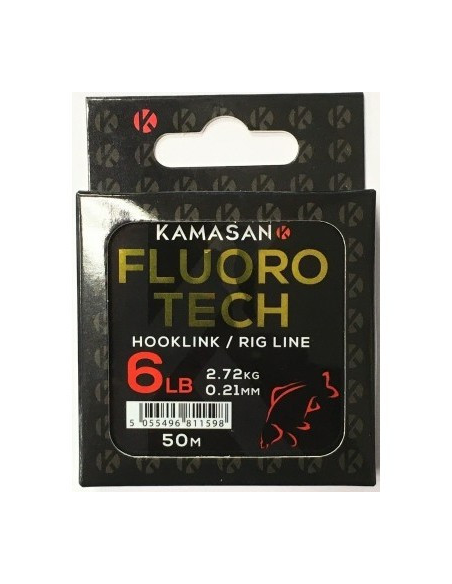 KAMASAN K
FLUORO
TECH
HOOKLINK / RIG LINE
6LB
2.72KG
0.21MM
5 055496 811598
50M